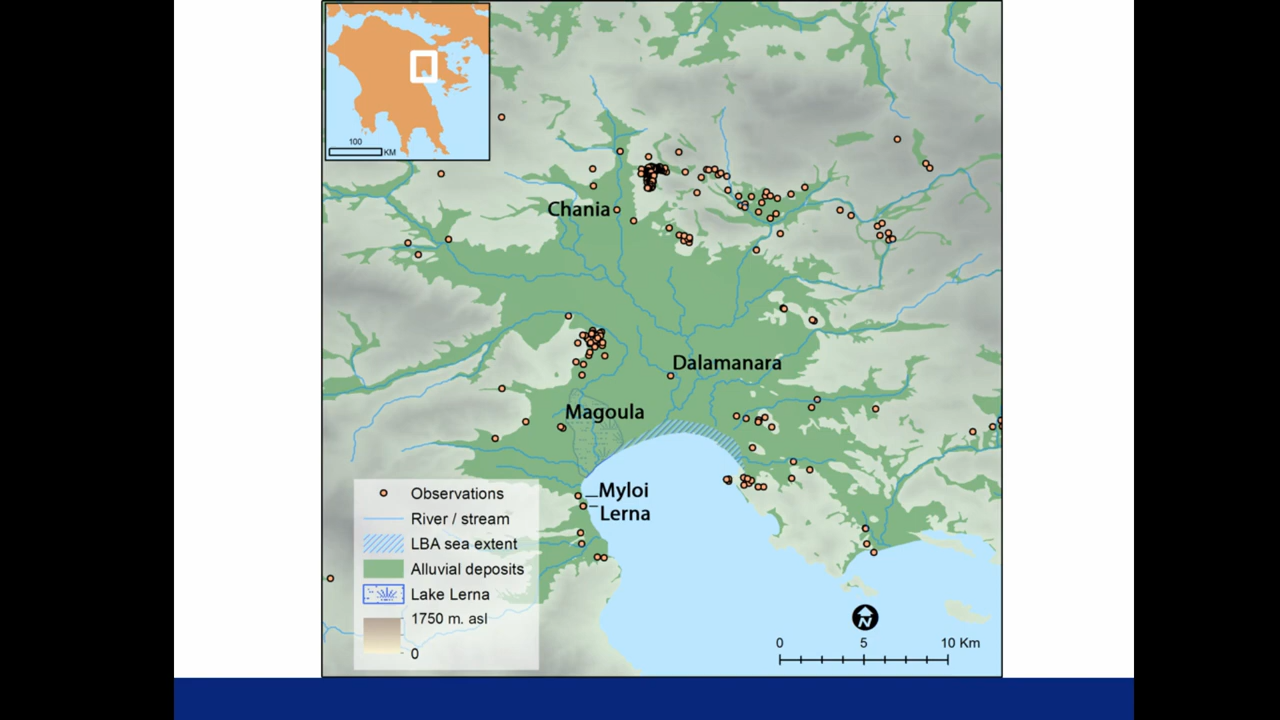 100
KM
Chania
Dalamanara
Magoula
Myloi
Lerna
Observations
River / stream
LBA sea extent
Alluvial deposits
Lake Lerna
1750 m. asl
0
N
0 5 10 Km